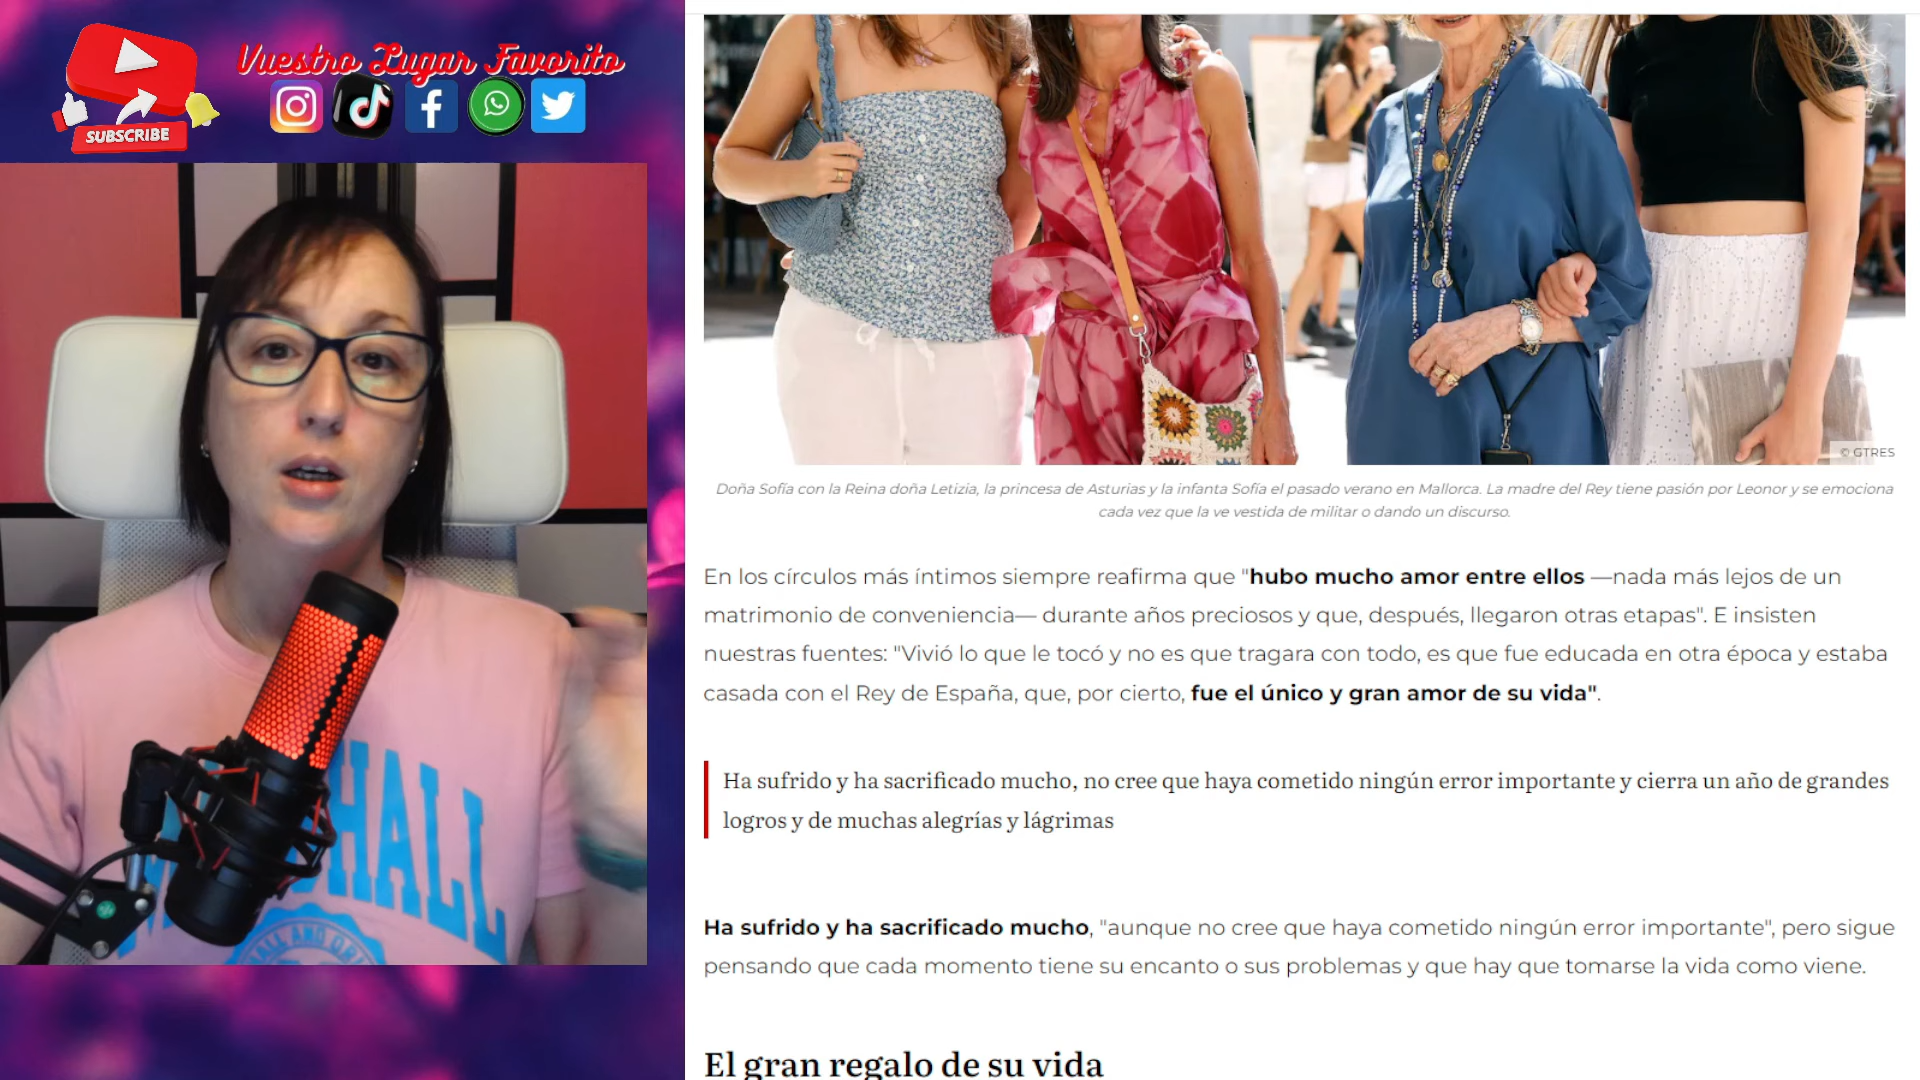 Vuestro Lugar Favorito
SUBSCRIBE
HALL
© GTRES
Doña Sofía con la Reina doña Letizia, la princesa de Asturias y la infanta Sofía el pasado verano en Mallorca. La madre del Rey tiene pasión por Leonor y se emociona
cada vez que la ve vestida de militar o dando un discurso.
En los círculos más íntimos siempre reafirma que "hubo mucho amor entre ellos —nada más lejos de un
matrimonio de conveniencia— durante años preciosos y que, después, llegaron otras etapas". E insisten
nuestras fuentes: "Vivió lo que le tocó y no es que tragara con todo, es que fue educada en otra época y estaba
casada con el Rey de España, que, por cierto, fue el único y gran amor de su vida".
Ha sufrido y ha sacrificado mucho, no cree que haya cometido ningún error importante y cierra un año de grandes
logros y de muchas alegrías y lágrimas
Ha sufrido y ha sacrificado mucho, "aunque no cree que haya cometido ningún error importante", pero sigue
pensando que cada momento tiene su encanto o sus problemas y que hay que tomarse la vida como viene.
El gran regalo de su vida